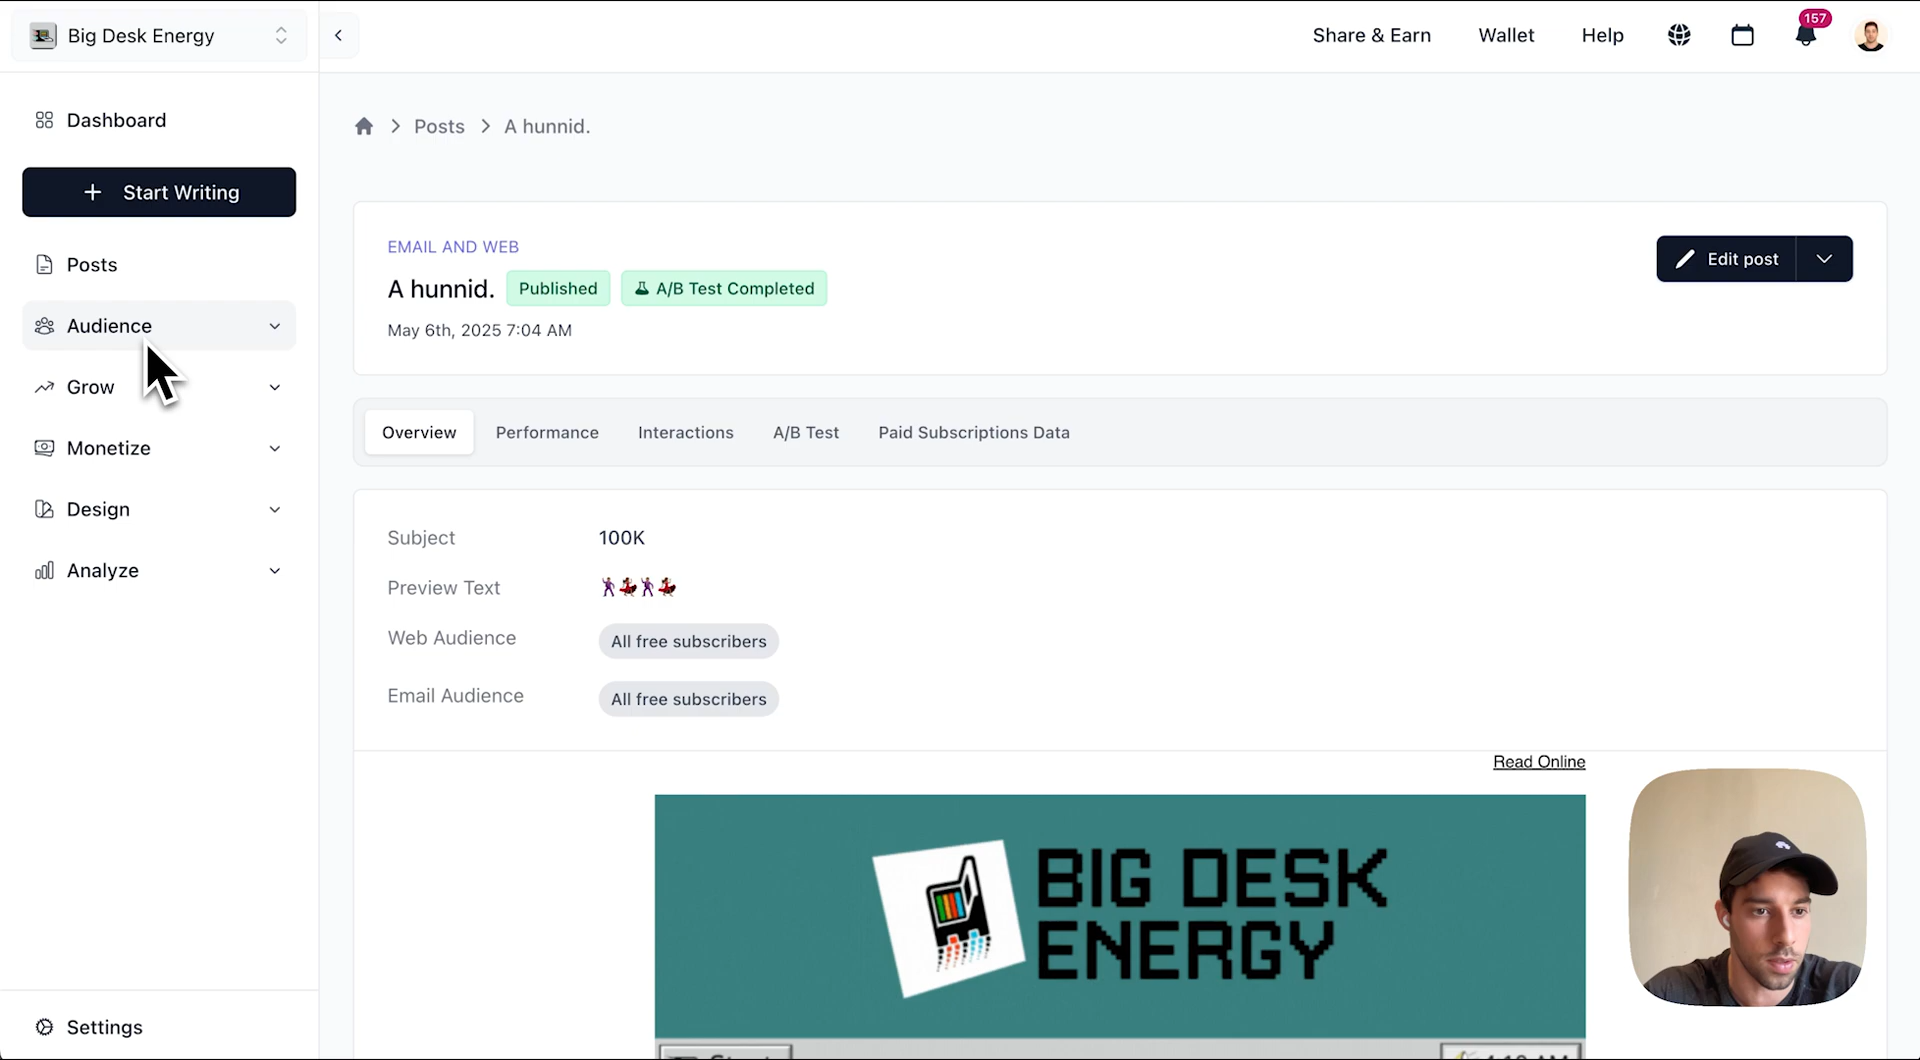 Big Desk Energy
Share & Earn
Wallet
Help
157
Dashboard
Start Writing
Posts
Audience
Grow
Monetize
Design
Analyze
Settings
Posts
A hunnid.
EMAIL AND WEB
A hunnid.
Published
A/B Test Completed
May 6th, 2025 7:04 AM
Edit post
Overview
Performance
Interactions
A/B Test
Paid Subscriptions Data
Subject
100K
Preview Text
Web Audience
All free subscribers
Email Audience
All free subscribers
Read Online
BIG DESK
ENERGY